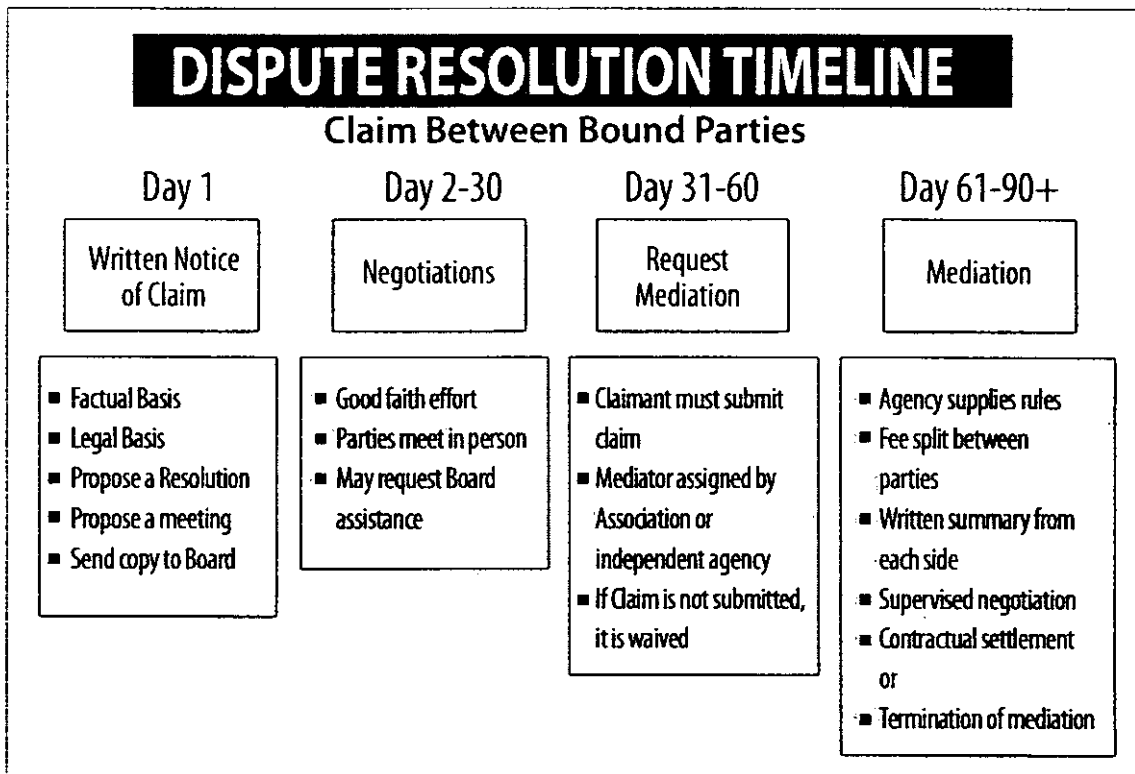 DISPUTE RESOLUTION TIMELINE
Claim Between Bound Parties
Day 1
Written Notice
of Claim
▪ Factual Basis
▪ Legal Basis
▪ Propose a Resolution
▪ Propose a meeting
▪ Send copy to Board
Day 2-30
Negotiations
▪ Good faith effort
▪ Parties meet in person
▪ May request Board
assistance
Day 31-60
Request
Mediation
▪ Claimant must submit
claim
▪ Mediator assigned by
Association or
independent agency
▪ If Claim is not submitted,
it is waived
Day 61-90+
Mediation
▪ Agency supplies rules
▪ Fee split between
parties
▪ Written summary from
each side
▪ Supervised negotiation
▪ Contractual settlement
or
▪ Termination of mediation